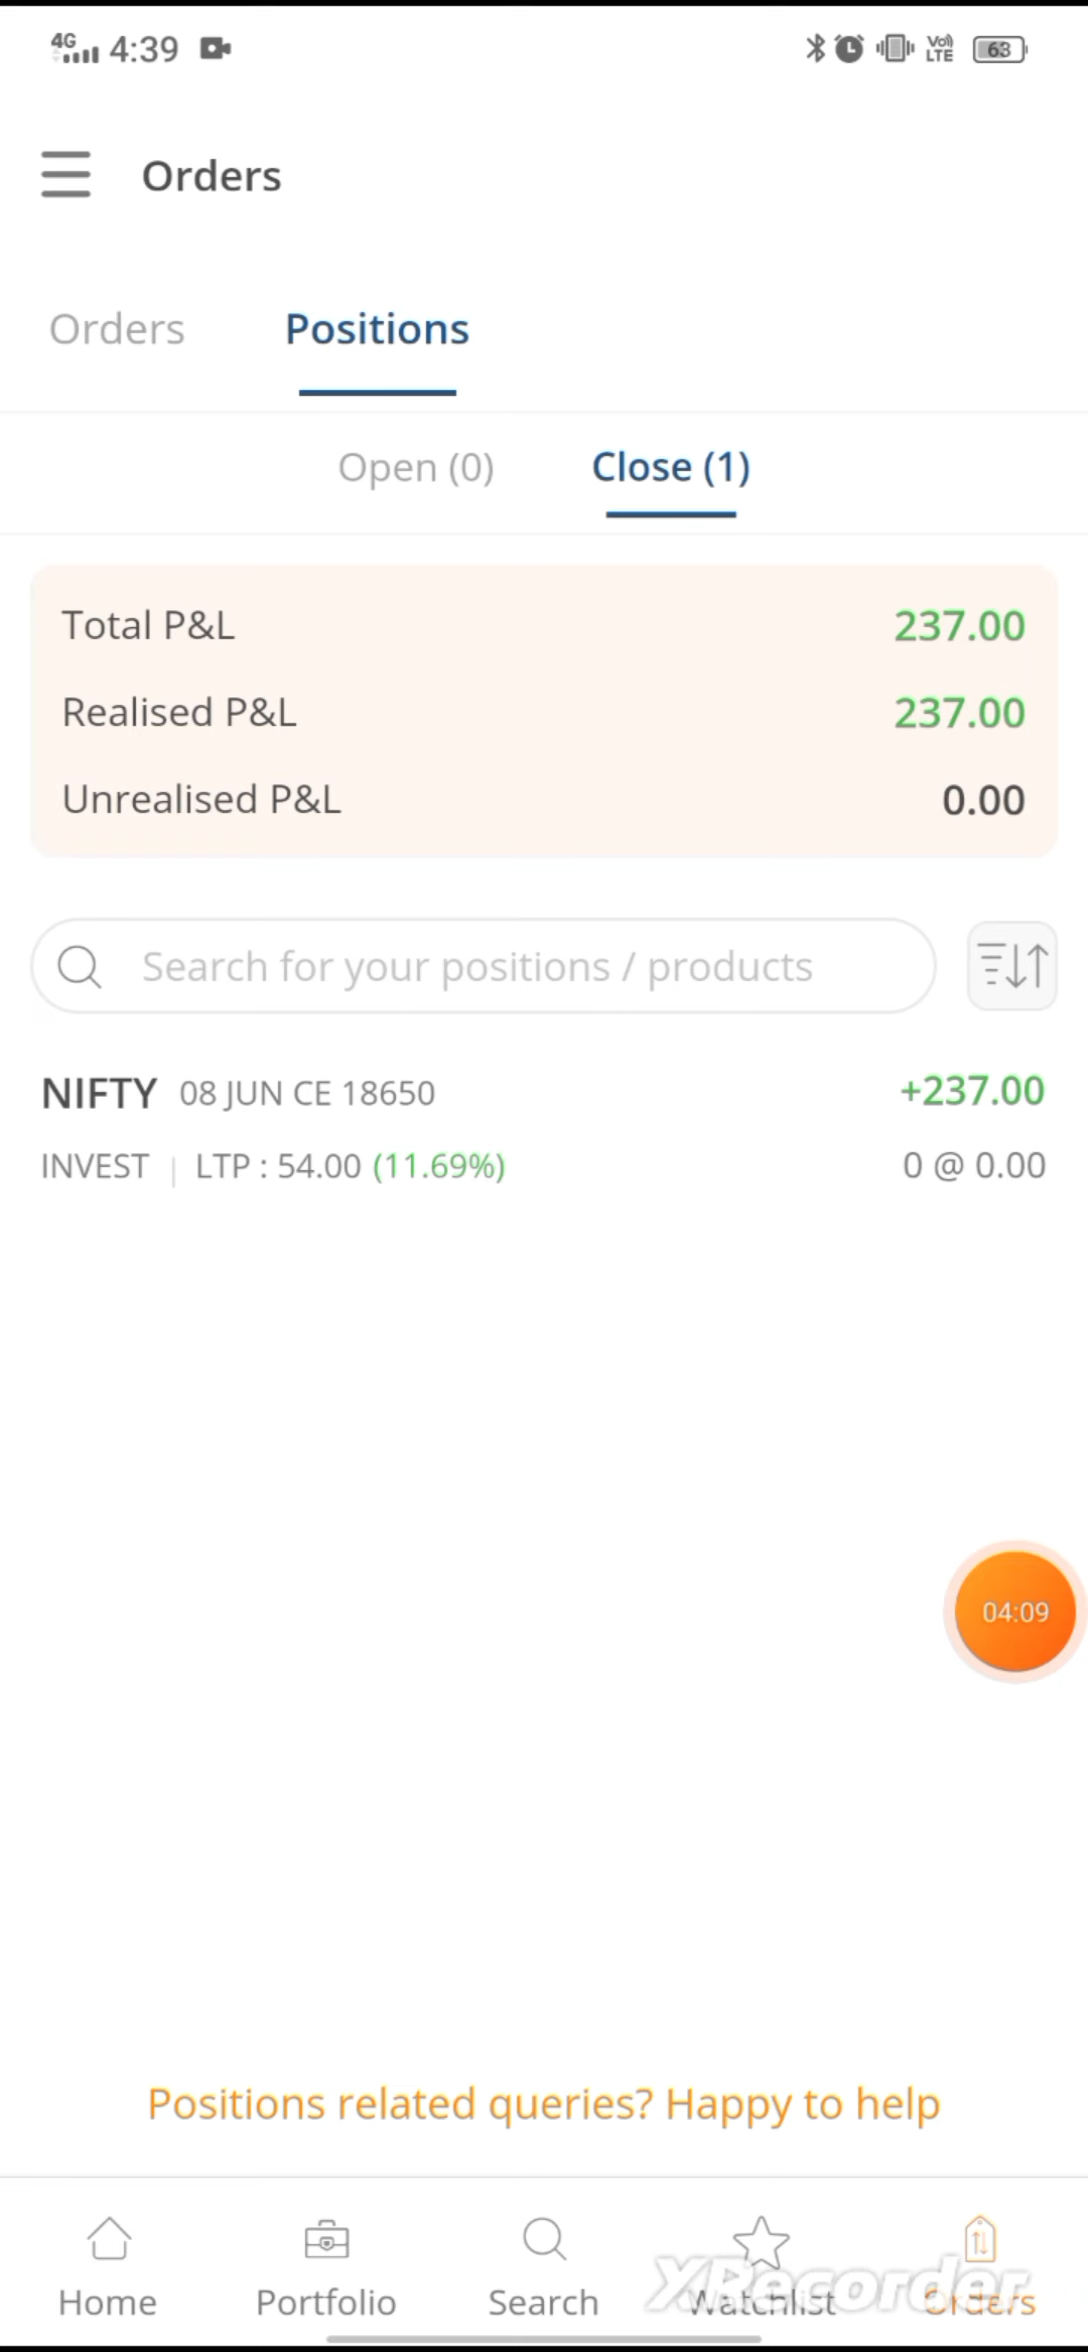 4G 4:39 Vo) LTE 63
Orders
Orders Positions
Open (0) Close (1)
Total P&L 237.00
Realised P&L 237.00
Unrealised P&L 0.00
Search for your positions / products
NIFTY 08 JUN CE 18650 +237.00
INVEST | LTP : 54.00 (11.69%) 0 @ 0.00
04:09
Positions related queries? Happy to help
Home Portfolio Search Watchlist Orders
XRecorder